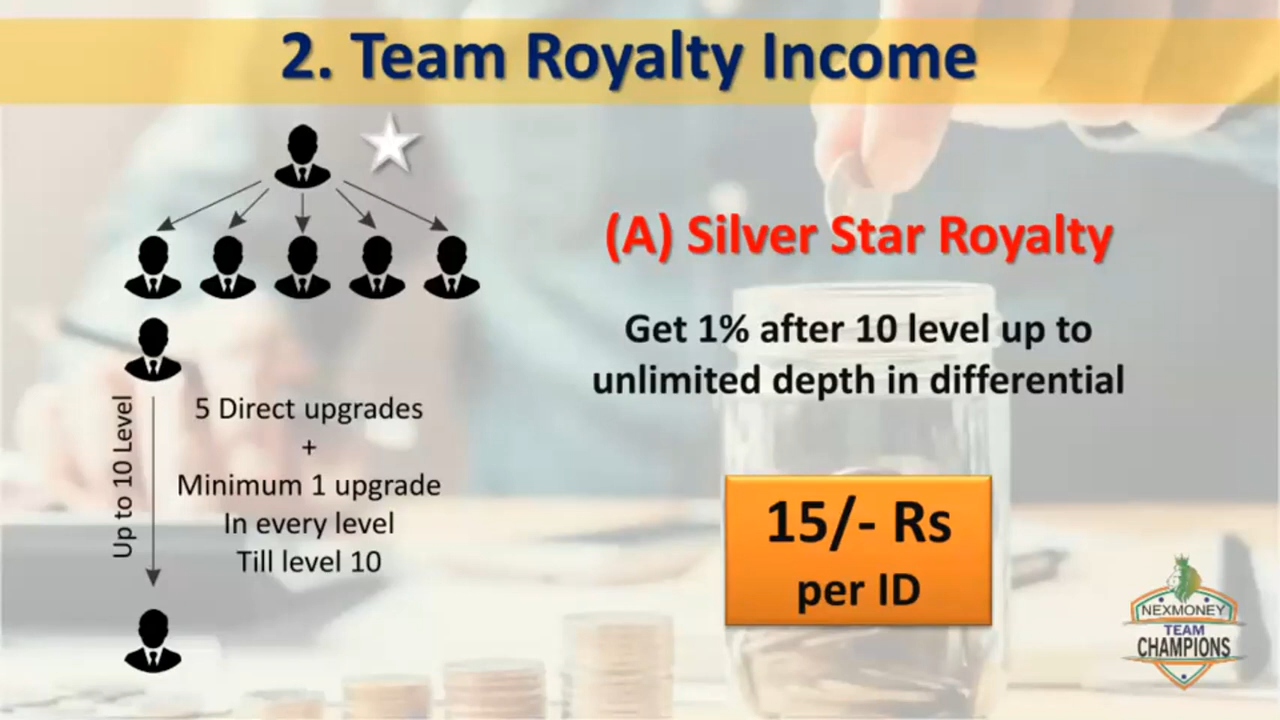 2. Team Royalty Income
(A) Silver Star Royalty
Get 1% after 10 level up to
unlimited depth in differential
Up to 10 Level
5 Direct upgrades
+
Minimum 1 upgrade
In every level
Till level 10
15/- Rs
per ID
NEXMONEY
TEAM
CHAMPIONS